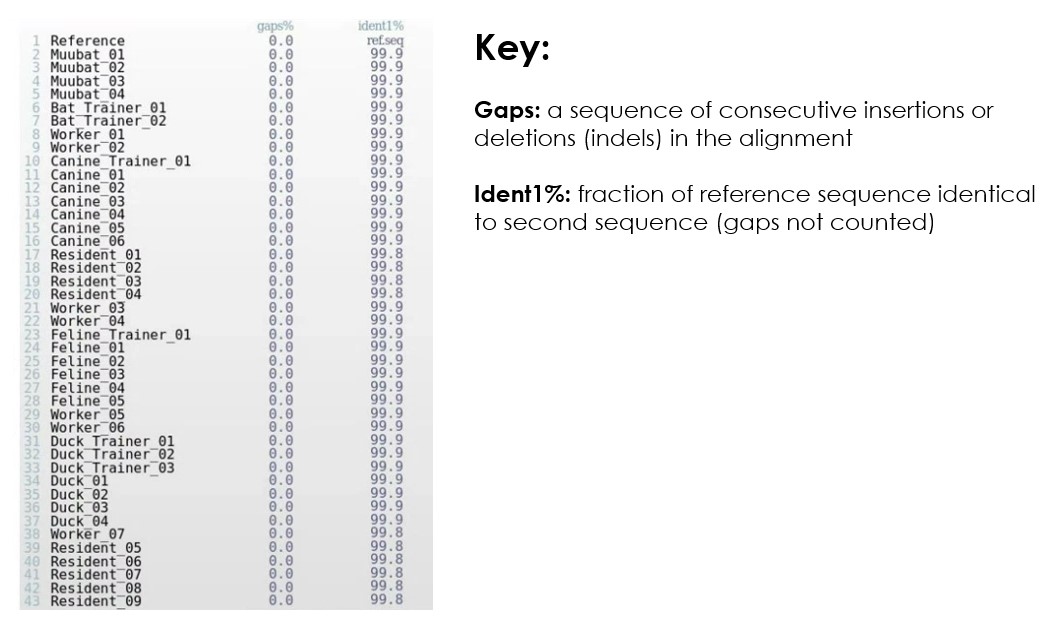 gaps% ident1%
1 Reference 0.0 ref.seq
2 Muubat_01 0.0 99.9
3 Muubat_02 0.0 99.9
4 Muubat_03 0.0 99.9
5 Muubat_04 0.0 99.9
6 Bat_Trainer_01 0.0 99.9
7 Bat_Trainer_02 0.0 99.9
8 Worker_01 0.0 99.9
9 Worker_02 0.0 99.9
10 Canine_Trainer_01 0.0 99.9
11 Canine_01 0.0 99.9
12 Canine_02 0.0 99.9
13 Canine_03 0.0 99.9
14 Canine_04 0.0 99.9
15 Canine_05 0.0 99.9
16 Canine_06 0.0 99.9
17 Resident_01 0.0 99.8
18 Resident_02 0.0 99.8
19 Resident_03 0.0 99.8
20 Resident_04 0.0 99.8
21 Worker_03 0.0 99.9
22 Worker_04 0.0 99.9
23 Feline_Trainer_01 0.0 99.9
24 Feline_01 0.0 99.9
25 Feline_02 0.0 99.9
26 Feline_03 0.0 99.9
27 Feline_04 0.0 99.9
28 Feline_05 0.0 99.9
29 Worker_05 0.0 99.9
30 Worker_06 0.0 99.9
31 Duck_Trainer_01 0.0 99.9
32 Duck_Trainer_02 0.0 99.9
33 Duck_Trainer_03 0.0 99.9
34 Duck_01 0.0 99.9
35 Duck_02 0.0 99.9
36 Duck_03 0.0 99.9
37 Duck_04 0.0 99.9
38 Worker_07 0.0 99.8
39 Resident_05 0.0 99.8
40 Resident_06 0.0 99.8
41 Resident_07 0.0 99.8
42 Resident_08 0.0 99.8
43 Resident_09 0.0 99.8
Key:
Gaps: a sequence of consecutive insertions or
deletions (indels) in the alignment
Ident1%: fraction of reference sequence identical
to second sequence (gaps not counted)